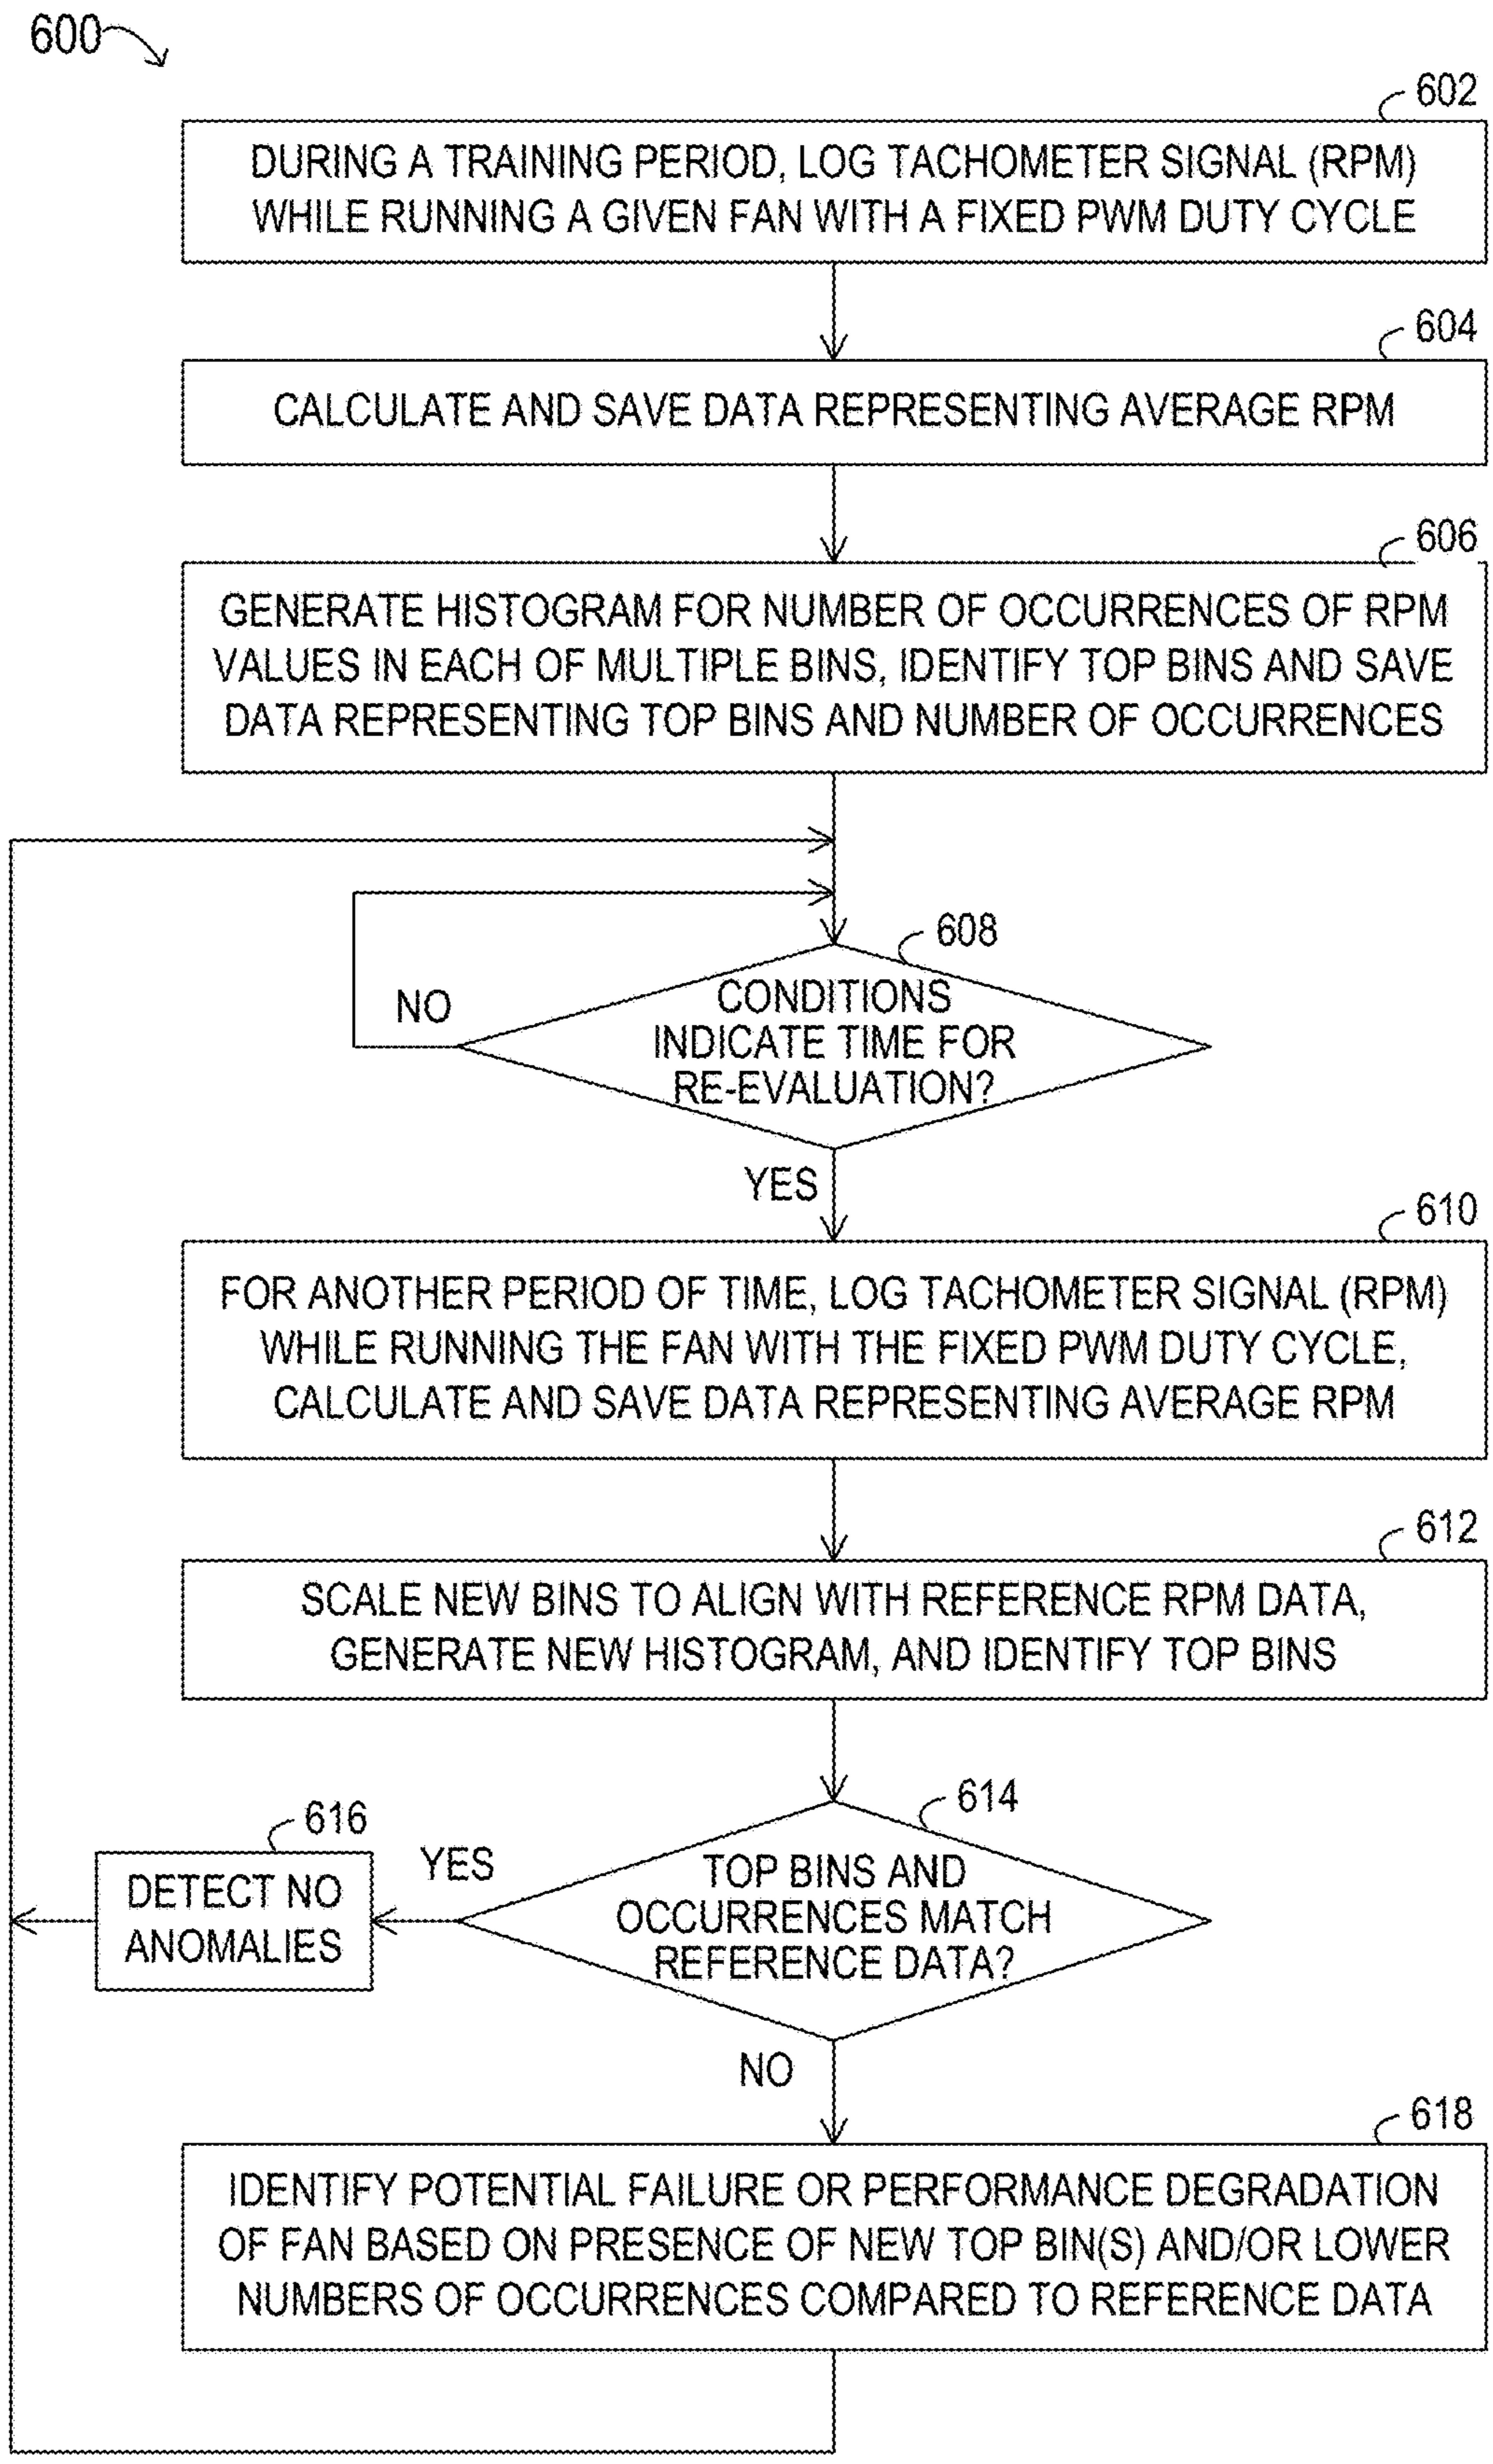 600
602
DURING A TRAINING PERIOD, LOG TACHOMETER SIGNAL (RPM)
WHILE RUNNING A GIVEN FAN WITH A FIXED PWM DUTY CYCLE
604
CALCULATE AND SAVE DATA REPRESENTING AVERAGE RPM
606
GENERATE HISTOGRAM FOR NUMBER OF OCCURRENCES OF RPM
VALUES IN EACH OF MULTIPLE BINS, IDENTIFY TOP BINS AND SAVE
DATA REPRESENTING TOP BINS AND NUMBER OF OCCURRENCES
608
NO
CONDITIONS
INDICATE TIME FOR
RE-EVALUATION?
YES
610
FOR ANOTHER PERIOD OF TIME, LOG TACHOMETER SIGNAL (RPM)
WHILE RUNNING THE FAN WITH THE FIXED PWM DUTY CYCLE,
CALCULATE AND SAVE DATA REPRESENTING AVERAGE RPM
612
SCALE NEW BINS TO ALIGN WITH REFERENCE RPM DATA,
GENERATE NEW HISTOGRAM, AND IDENTIFY TOP BINS
614
TOP BINS AND
OCCURRENCES MATCH
REFERENCE DATA?
YES
616
DETECT NO
ANOMALIES
NO
618
IDENTIFY POTENTIAL FAILURE OR PERFORMANCE DEGRADATION
OF FAN BASED ON PRESENCE OF NEW TOP BIN(S) AND/OR LOWER
NUMBERS OF OCCURRENCES COMPARED TO REFERENCE DATA